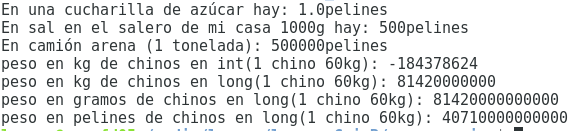 En una cucharilla de azúcar hay: 1.0pelines
En sal en el salero de mi casa 1000g hay: 500pelines
En camión arena (1 tonelada): 500000pelines
peso en kg de chinos en int(1 chino 60kg): -184378624
peso en kg de chinos en long(1 chino 60kg): 81420000000
peso en gramos de chinos en long(1 chino 60kg): 81420000000000
peso en pelines de chinos en long(1 chino 60kg): 40710000000000